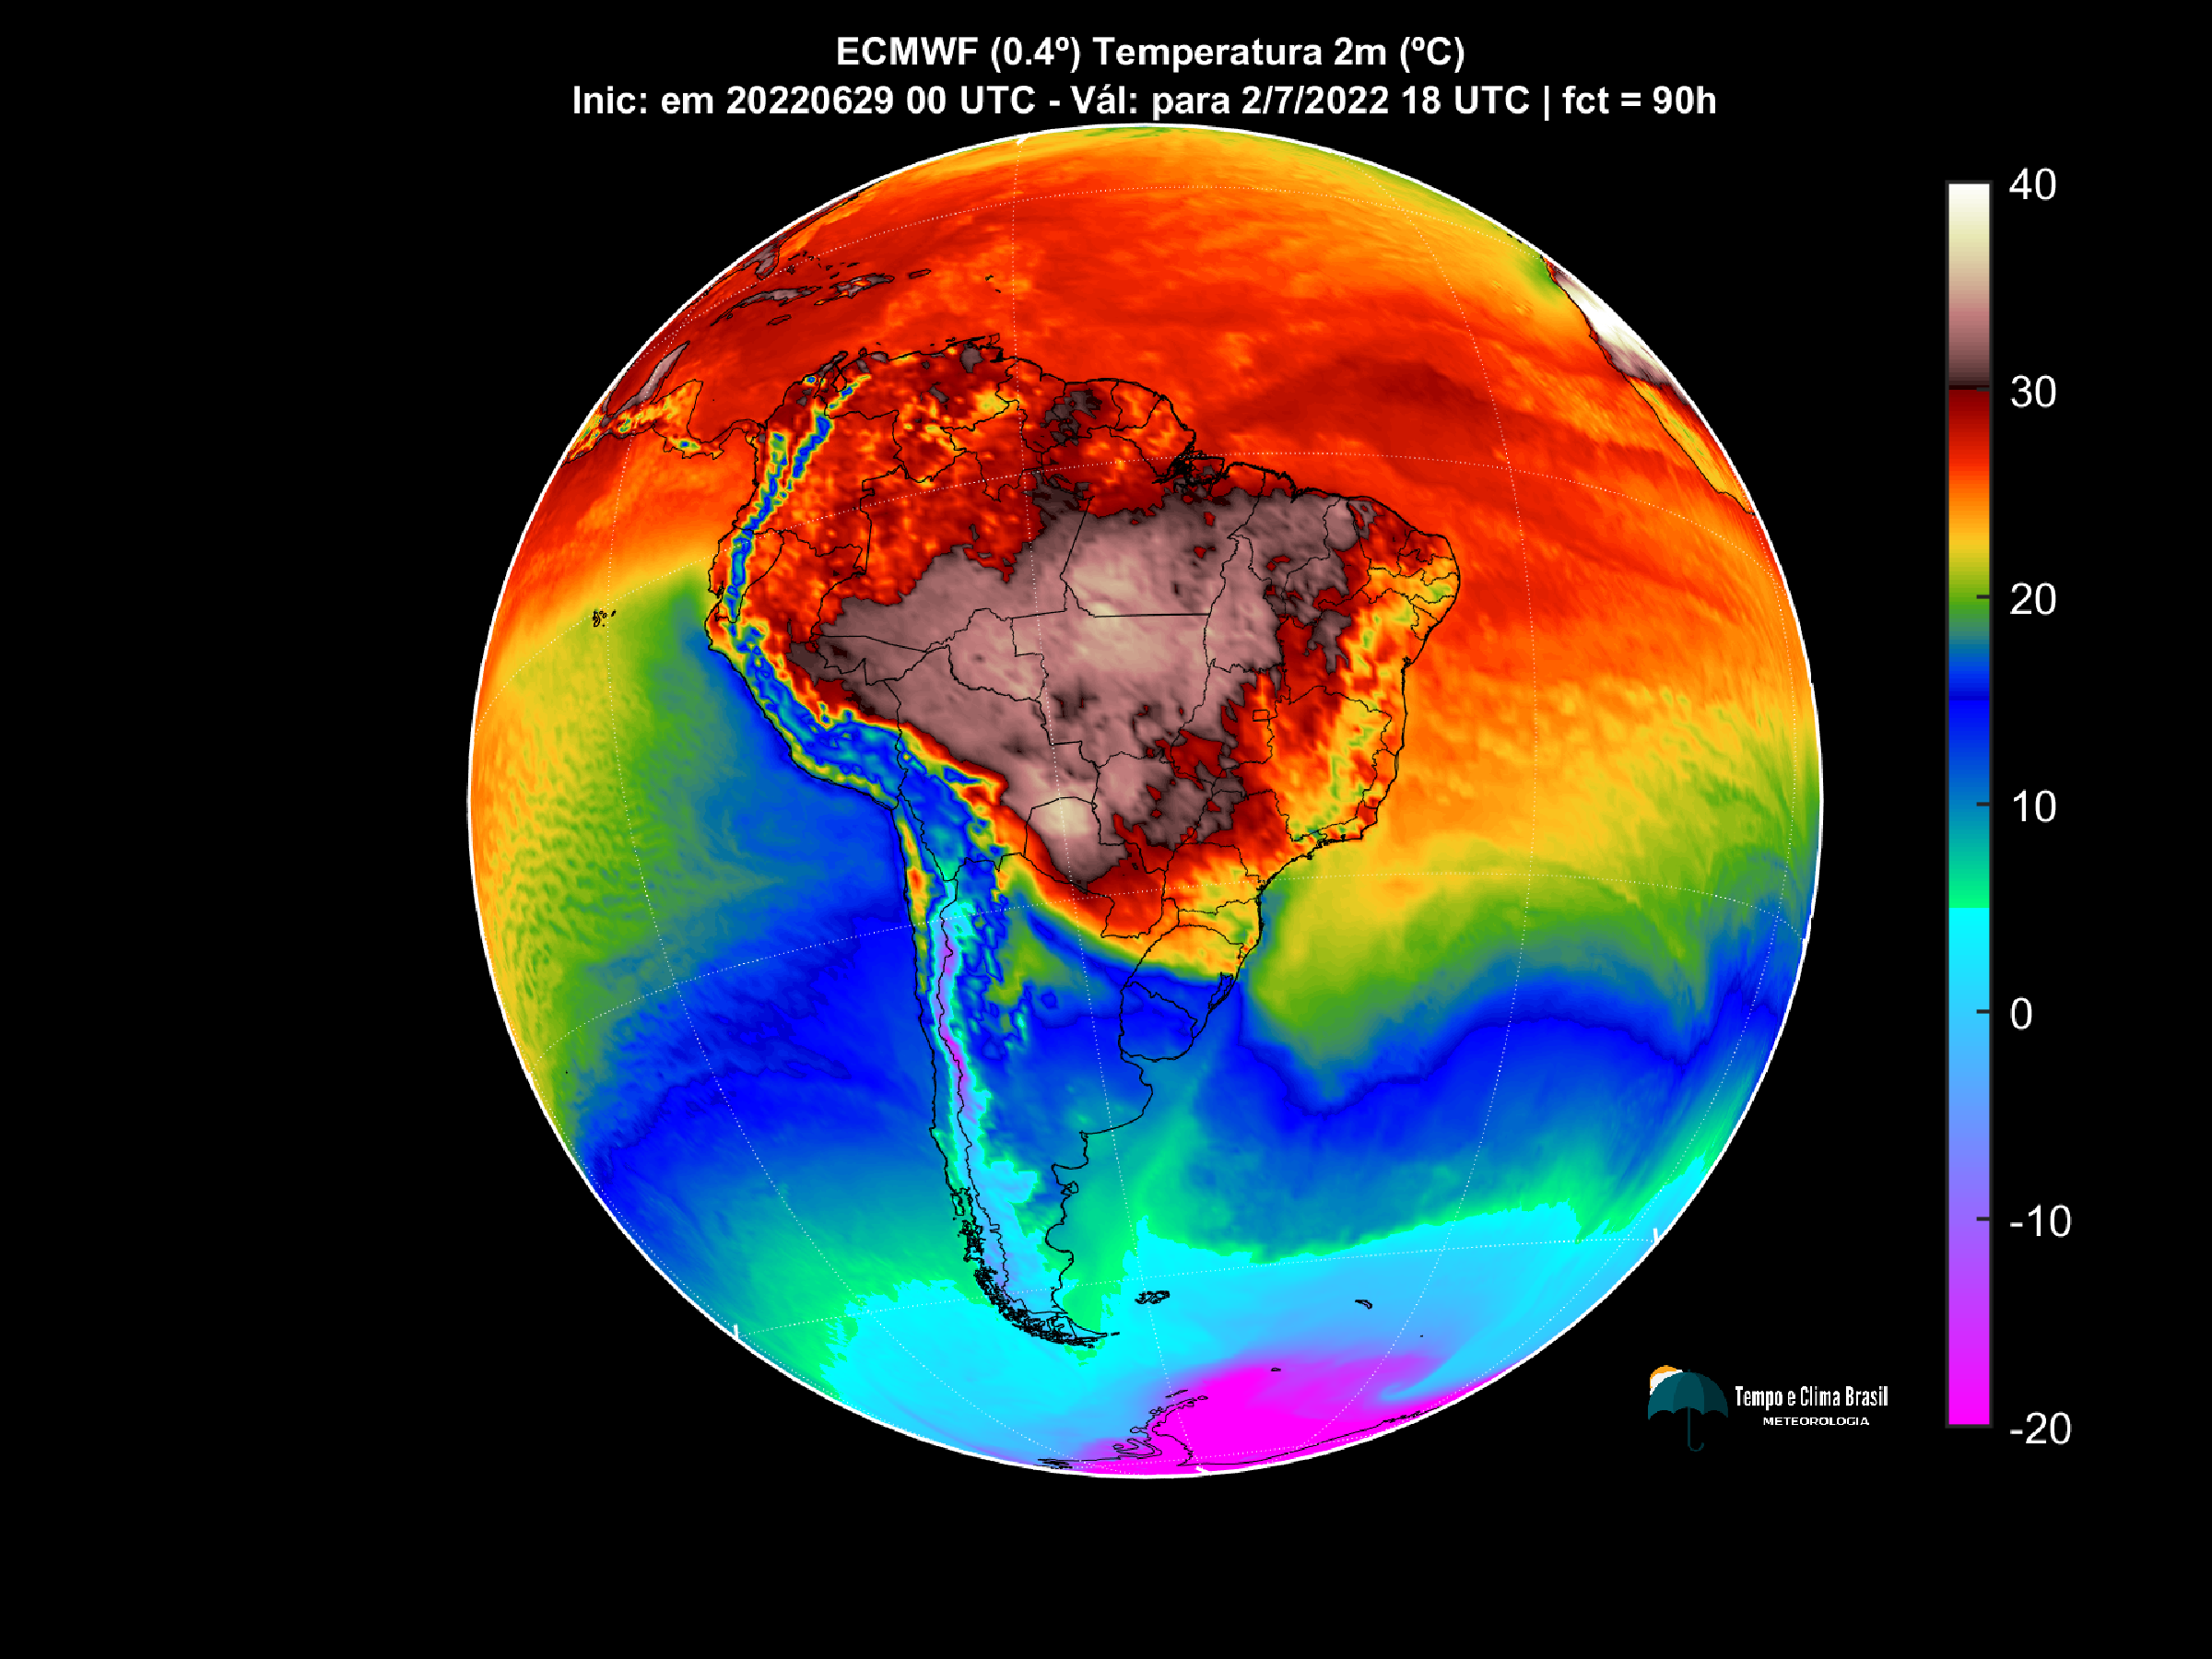 ECMWF (0.4º) Temperatura 2m (ºC)
Inic: em 20220629 00 UTC - Vál: para 2/7/2022 18 UTC | fct = 90h
40
30
20
10
0
-10
-20
Tempo e Clima Brasil
METEOROLOGIA